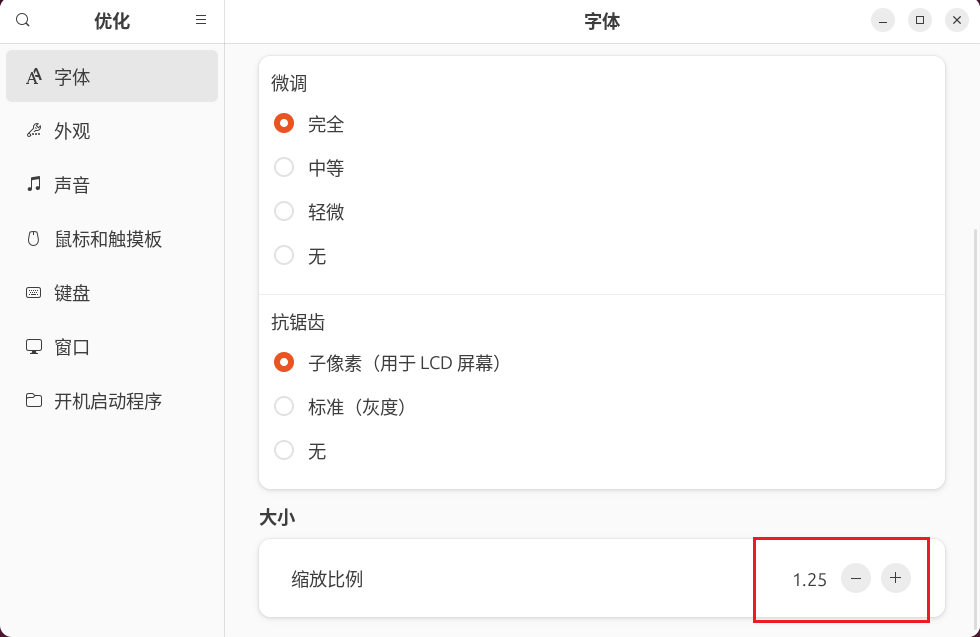 优化
字体
字体
外观
声音
鼠标和触摸板
键盘
窗口
开机启动程序
微调
完全
中等
轻微
无
抗锯齿
子像素（用于 LCD 屏幕）
标准（灰度）
无
大小
缩放比例
1.25